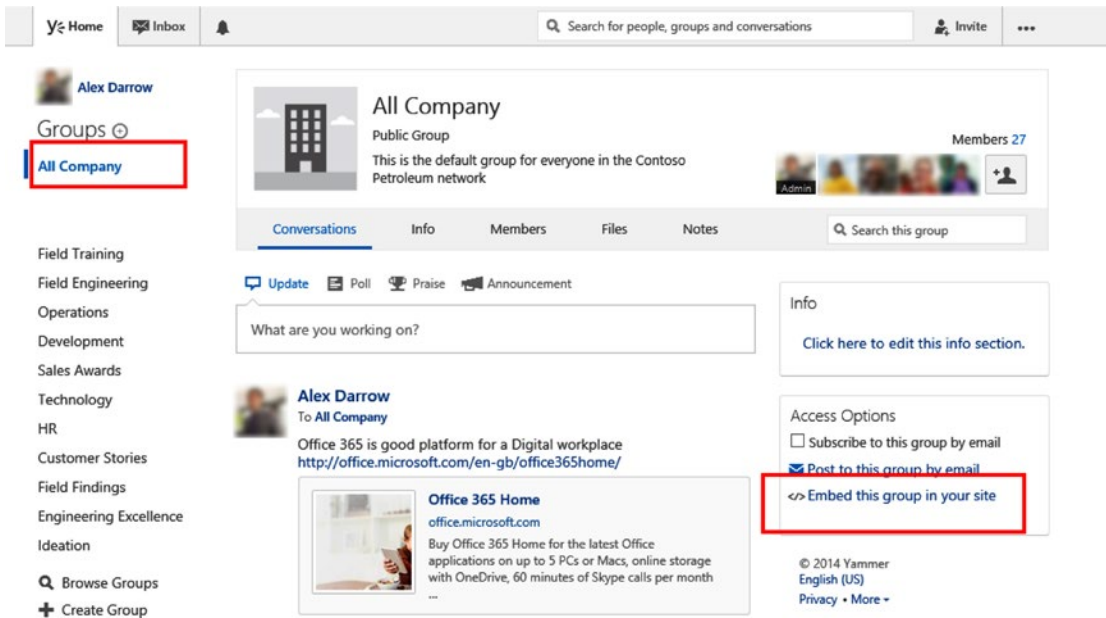 Home
Inbox
Search for people, groups and conversations
Invite
Alex Darrow
Groups
All Company
Field Training
Field Engineering
Operations
Development
Sales Awards
Technology
HR
Customer Stories
Field Findings
Engineering Excellence
Ideation
Browse Groups
Create Group
All Company
Public Group
This is the default group for everyone in the Contoso
Petroleum network
Members 27
Admin
Conversations
Info
Members
Files
Notes
Search this group
Update
Poll
Praise
Announcement
What are you working on?
Alex Darrow
To All Company
Office 365 is good platform for a Digital workplace
http://office.microsoft.com/en-gb/office365home/
Office 365 Home
office.microsoft.com
Buy Office 365 Home for the latest Office
applications on up to 5 PCs or Macs, online storage
with OneDrive, 60 minutes of Skype calls per month
...
Info
Click here to edit this info section.
Access Options
Subscribe to this group by email
Post to this group by email
</> Embed this group in your site
© 2014 Yammer
English (US)
Privacy • More